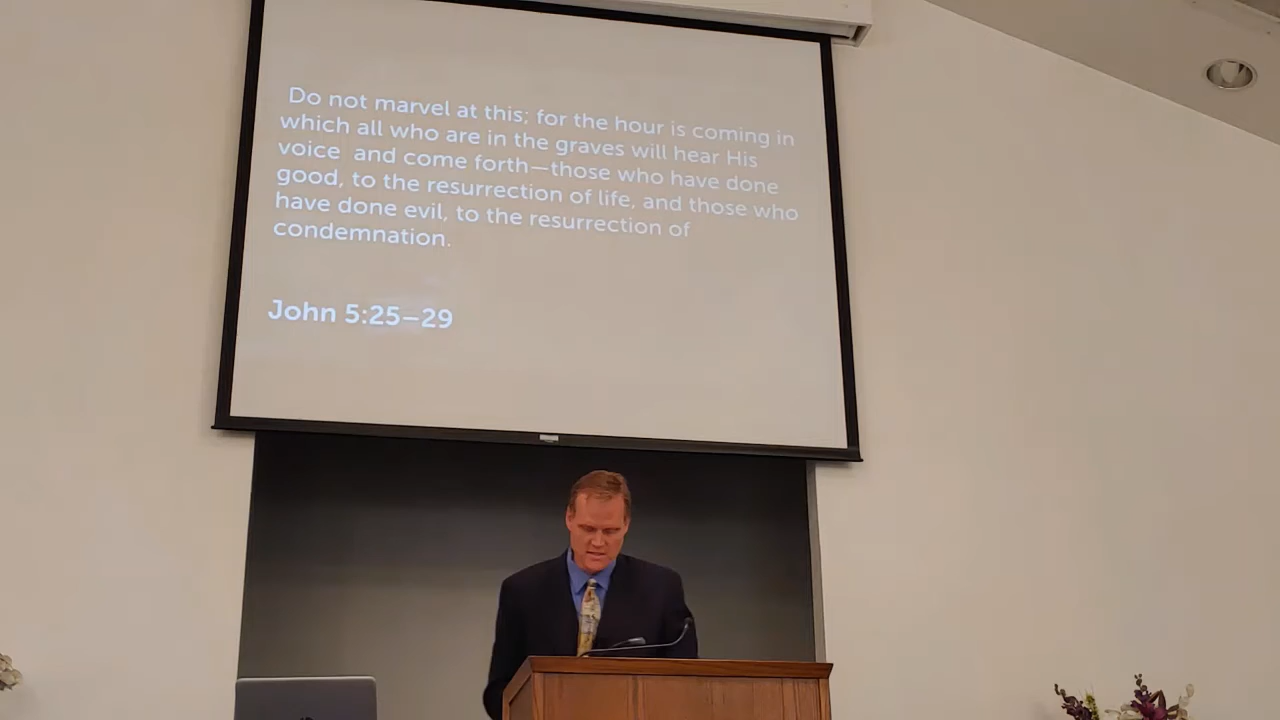 Do not marvel at this; for the hour is coming in
which all who are in the graves will hear His
voice and come forth—those who have done
good, to the resurrection of life, and those who
have done evil, to the resurrection of
condemnation.
John 5:25–29